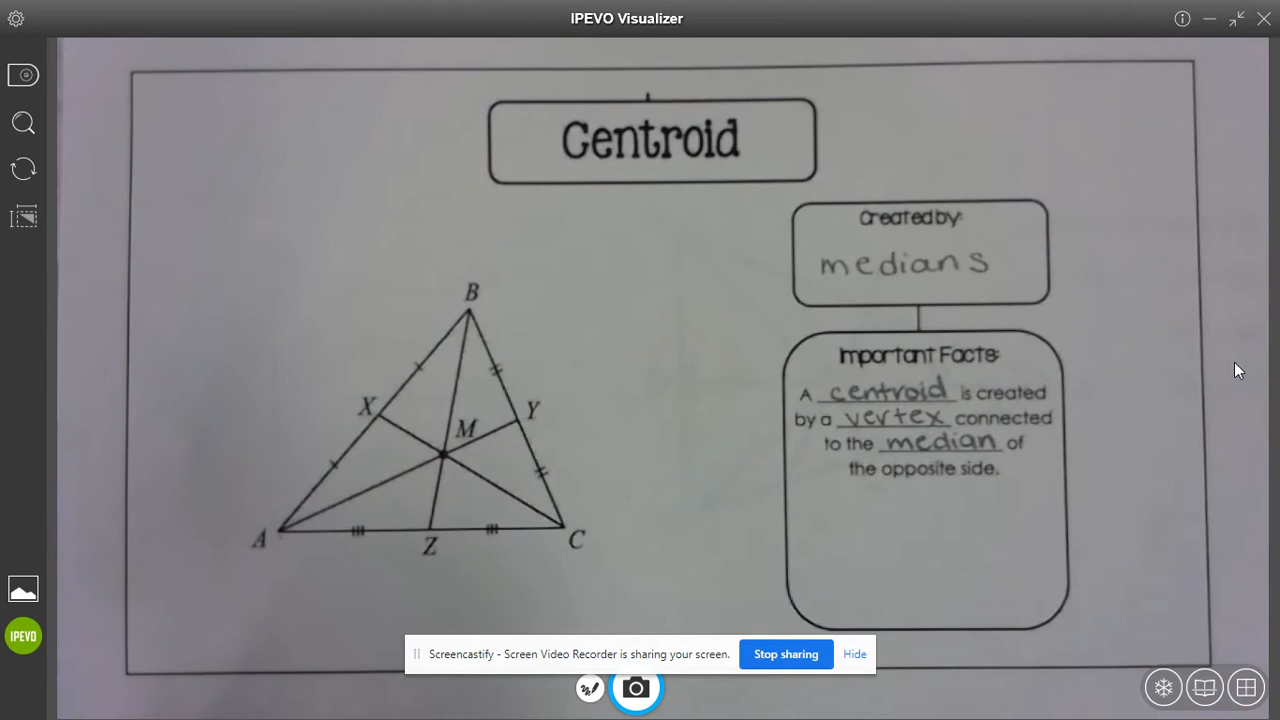 IPEVO Visualizer
Centroid
Created by:
medians
B
X
Y
M
A
Z
C
Important Facts:
A centroid is created
by a vertex connected
to the median of
the opposite side.
IPEVO
Screencastify - Screen Video Recorder is sharing your screen.
Stop sharing
Hide